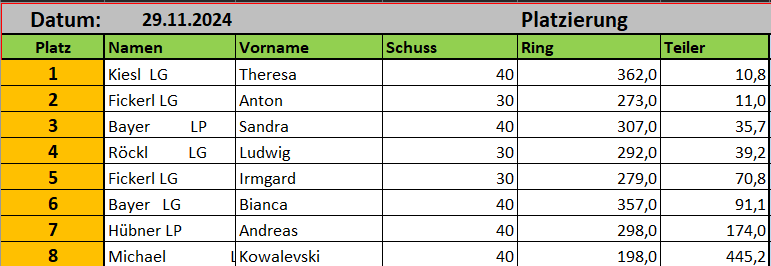 Datum: 29.11.2024 Platzierung
Platz Namen Vorname Schuss Ring Teiler
1 Kiesl LG Theresa 40 362,0 10,8
2 Fickerl LG Anton 30 273,0 11,0
3 Bayer LP Sandra 40 307,0 35,7
4 Röckl LG Ludwig 30 292,0 39,2
5 Fickerl LG Irmgard 30 279,0 70,8
6 Bayer LG Bianca 40 357,0 91,1
7 Hübner LP Andreas 40 298,0 174,0
8 Michael Kowalevski 40 198,0 445,2